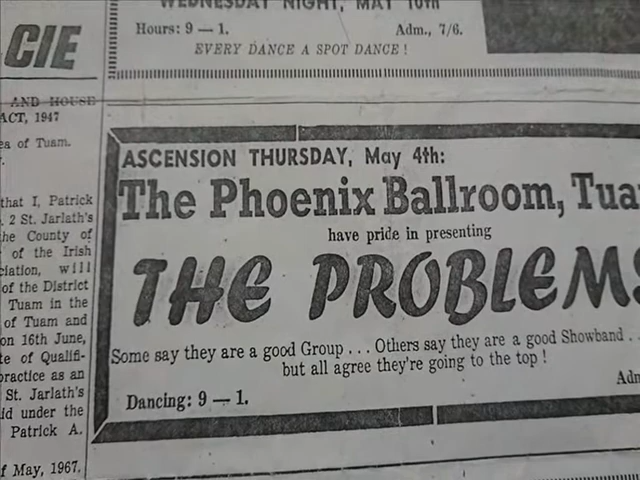 WEDNESDAY NIGHT, MAY 10th
Hours: 9 — 1. Adm., 7/6.
EVERY DANCE A SPOT DANCE !
CIE
AND HOUSE
ACT, 1947
ea of Tuam.
that I, Patrick
2 St. Jarlath's
he County of
of the Irish
ciation, will
of the District
Tuam in the
of Tuam and
on 16th June,
te of Qualifi-
practice as an
St. Jarlath's
id under the
Patrick A.
f May, 1967.
ASCENSION THURSDAY, May 4th:
The Phoenix Ballroom, Tua
have pride in presenting
THE PROBLEMS
Some say they are a good Group . . . Others say they are a good Showband . .
but all agree they're going to the top !
Adm
Dancing: 9 — 1.